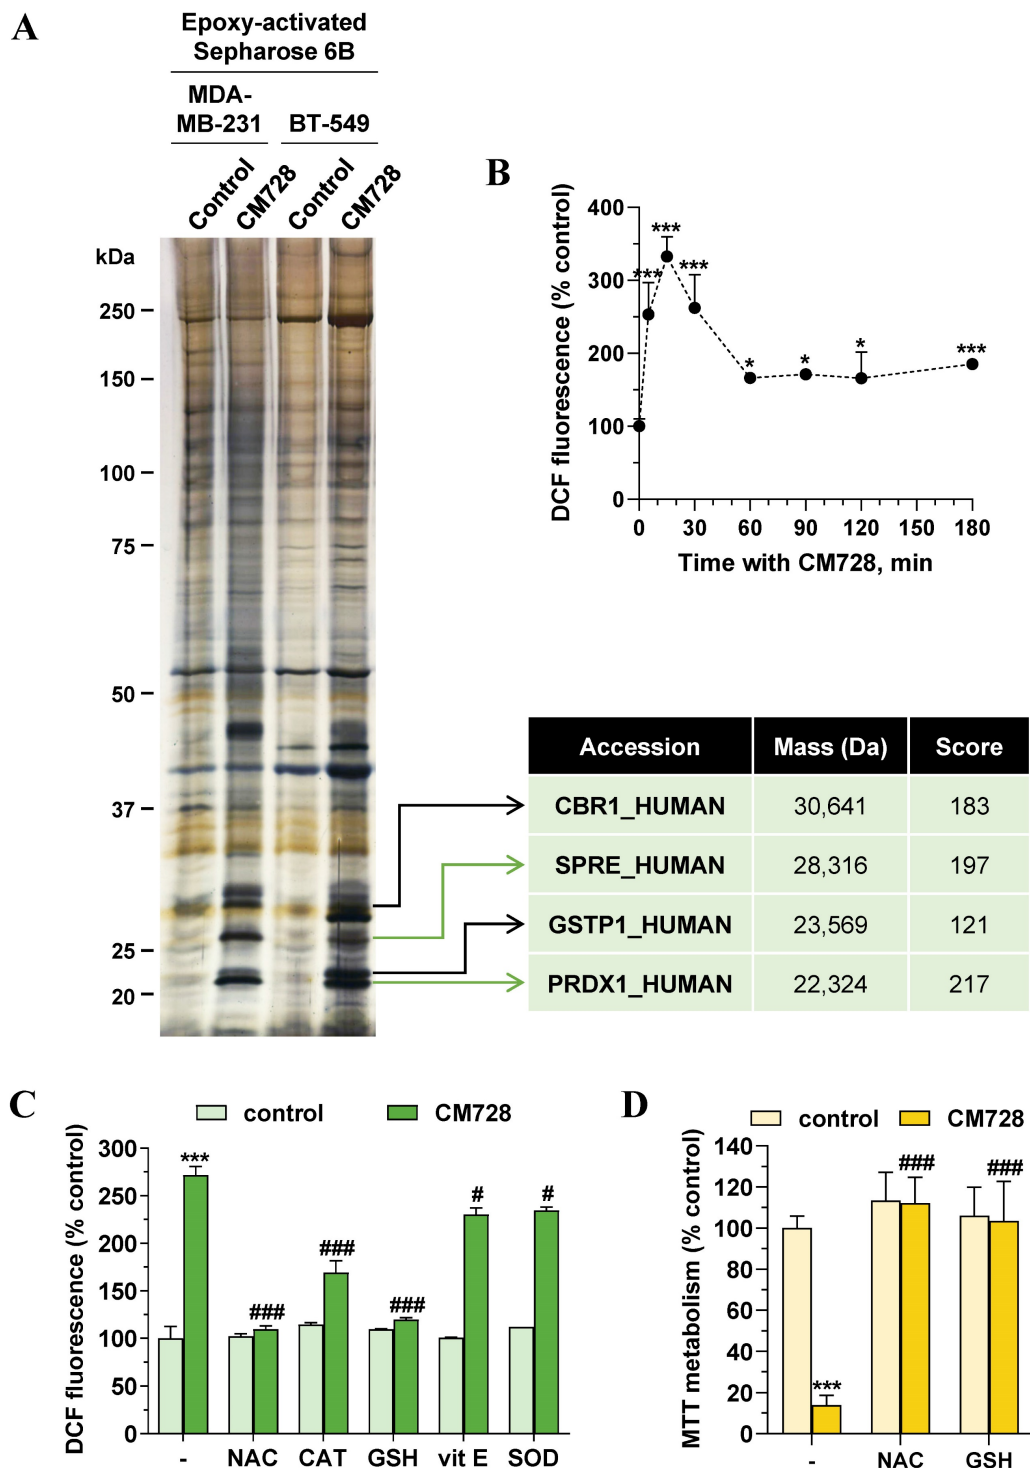 A
Epoxy-activated
Sepharose 6B
MDA-
MB-231
BT-549
Control
CM728
Control
CM728
kDa
250
150
100
75
50
37
25
20
Accession Mass (Da) Score
CBR1_HUMAN 30,641 183
SPRE_HUMAN 28,316 197
GSTP1_HUMAN 23,569 121
PRDX1_HUMAN 22,324 217
B
DCF fluorescence (% control)
400
300
200
100
0
***
***
***
*
*
*
***
0 30 60 90 120 150 180
Time with CM728, min
C
control CM728
DCF fluorescence (% control)
300
250
200
150
100
50
0
***
###
###
###
#
#
- NAC CAT GSH vit E SOD
D
control CM728
MTT metabolism (% control)
140
120
100
80
60
40
20
0
***
###
###
- NAC GSH